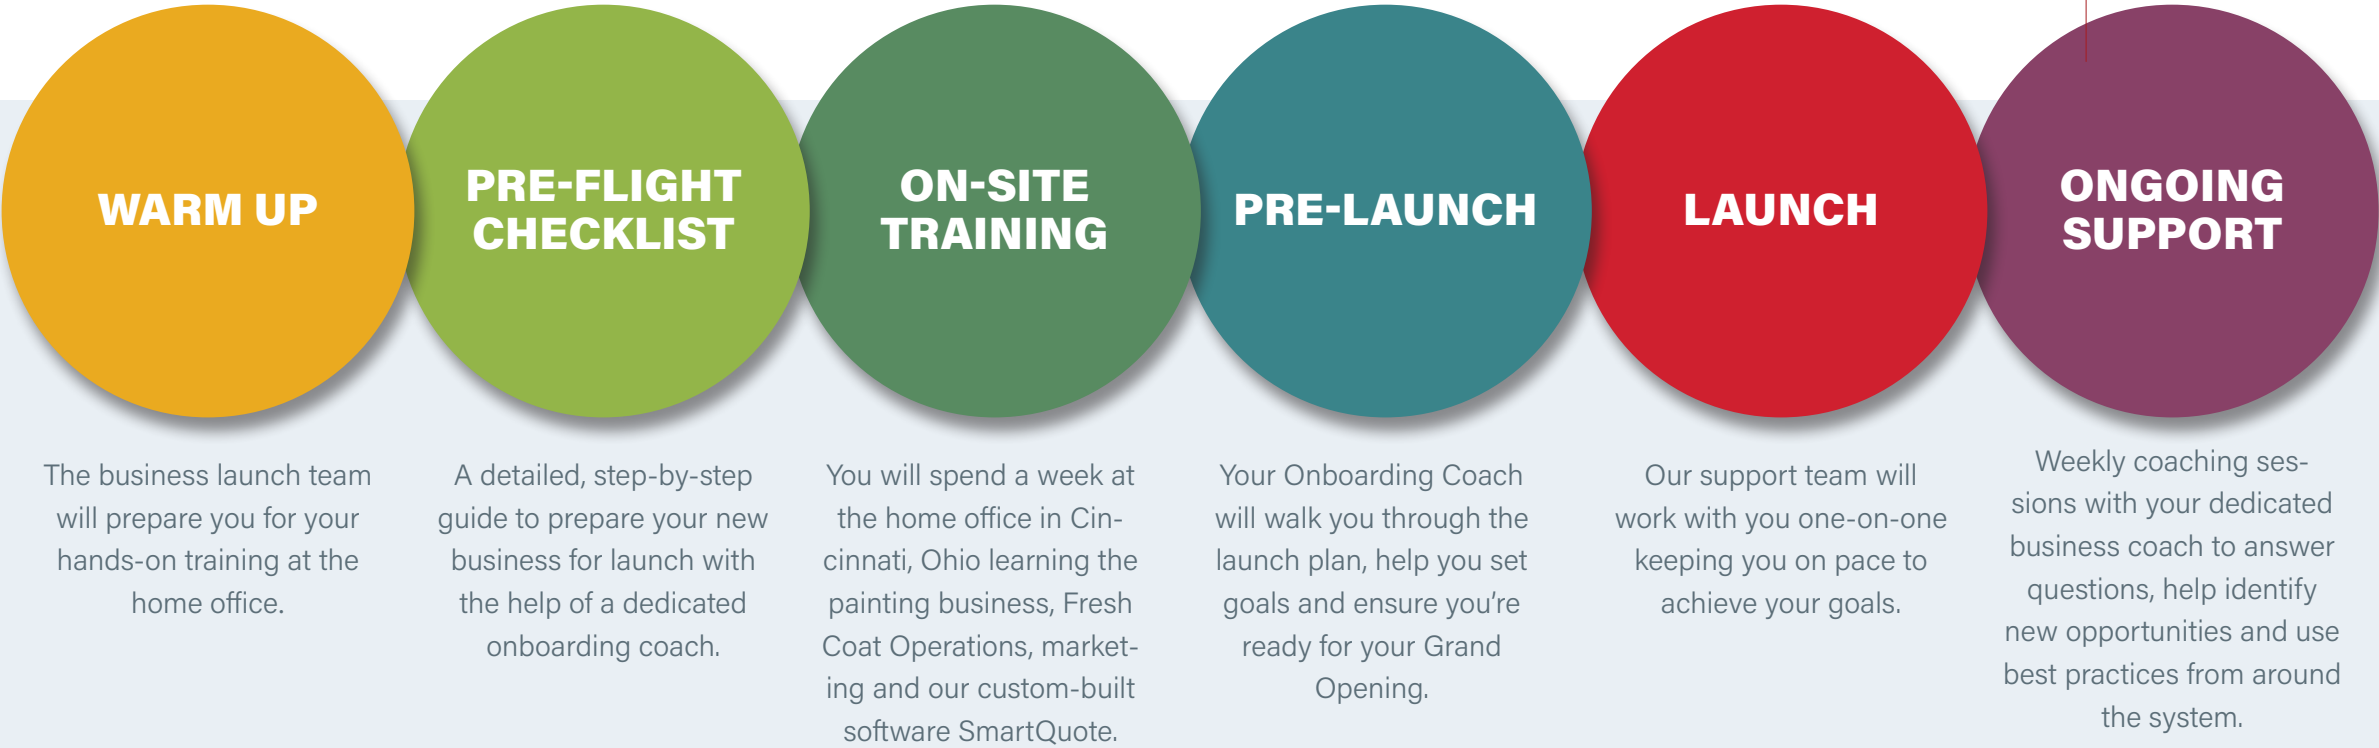 WARM UP
The business launch team
will prepare you for your
hands-on training at the
home office.
PRE-FLIGHT
CHECKLIST
A detailed, step-by-step
guide to prepare your new
business for launch with
the help of a dedicated
onboarding coach.
ON-SITE
TRAINING
You will spend a week at
the home office in Cin-
cinnati, Ohio learning the
painting business, Fresh
Coat Operations, market-
ing and our custom-built
software SmartQuote.
PRE-LAUNCH
Your Onboarding Coach
will walk you through the
launch plan, help you set
goals and ensure you’re
ready for your Grand
Opening.
LAUNCH
Our support team will
work with you one-on-one
keeping you on pace to
achieve your goals.
ONGOING
SUPPORT
Weekly coaching ses-
sions with your dedicated
business coach to answer
questions, help identify
new opportunities and use
best practices from around
the system.